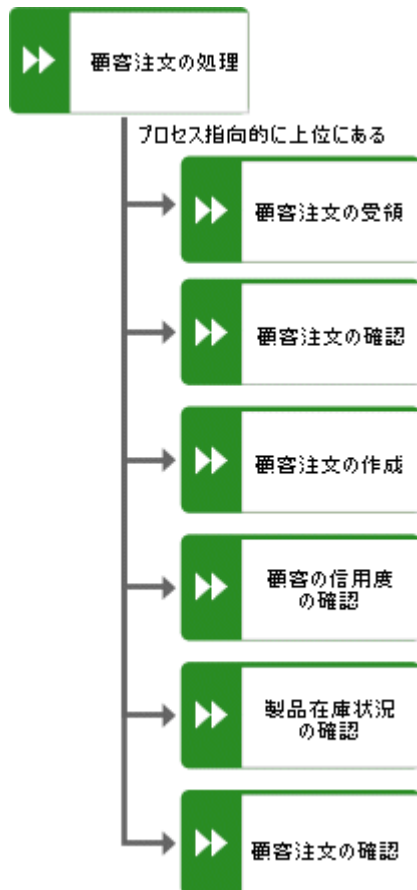 顧客注文の処理
プロセス指向的に上位にある
顧客注文の受領
顧客注文の確認
顧客注文の作成
顧客の信用度
の確認
製品在庫状況
の確認
顧客注文の確認